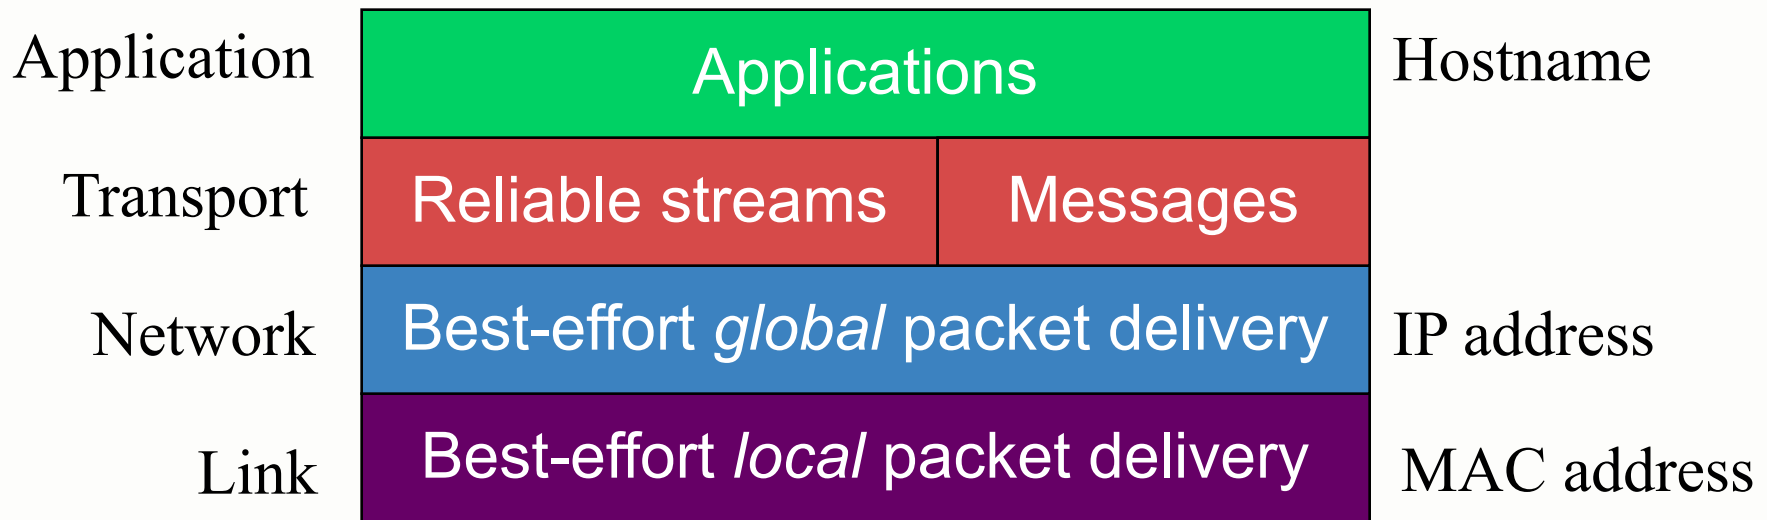 Application
Applications
Hostname
Transport
Reliable streams
Messages
Network
Best-effort global packet delivery
IP address
Link
Best-effort local packet delivery
MAC address